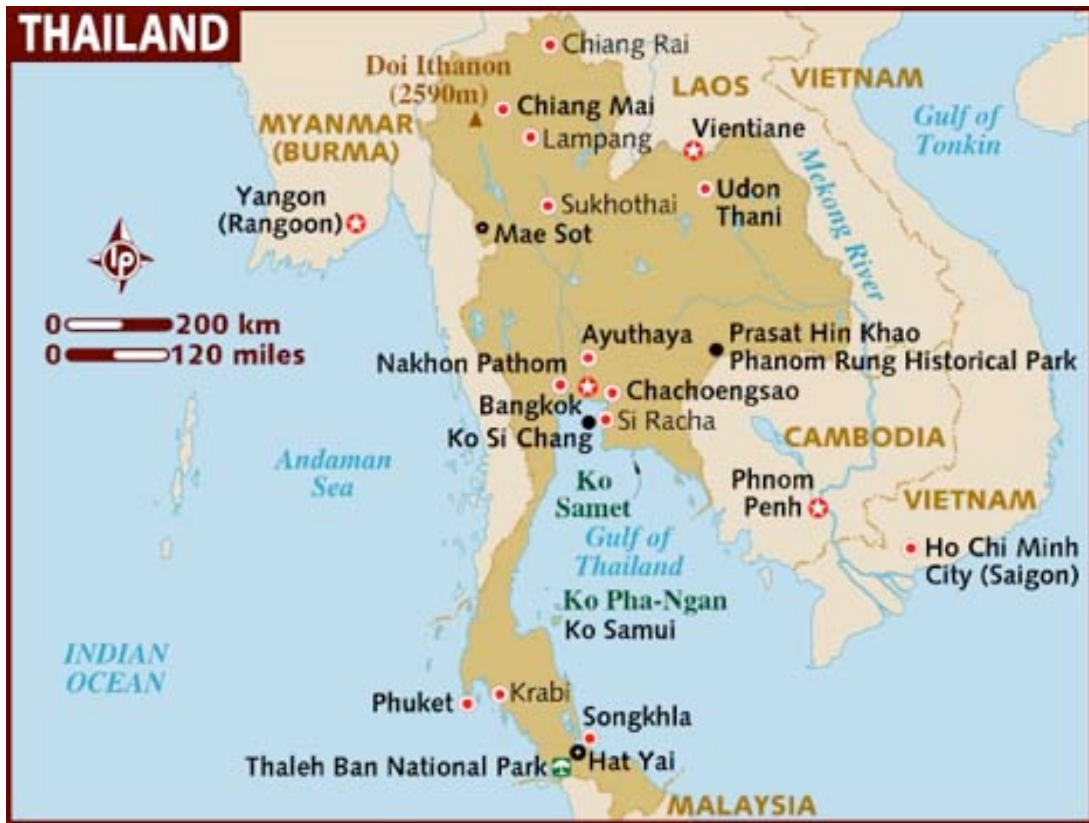 THAILAND
Chiang Rai
Doi Ithanon
(2590m)
Chiang Mai
LAOS
VIETNAM
MYANMAR
(BURMA)
Lampang
Vientiane
Gulf of
Tonkin
Yangon
(Rangoon)
Sukhothai
Udon
Thani
Mekong River
Mae Sot
lp
0 200 km
0 120 miles
Ayuthaya
Prasat Hin Khao
Phanom Rung Historical Park
Nakhon Pathom
Chachoengsao
Bangkok
Si Racha
Ko Si Chang
CAMBODIA
Andaman
Sea
Ko
Samet
Phnom
Penh
VIETNAM
Gulf of
Thailand
Ho Chi Minh
City (Saigon)
Ko Pha-Ngan
Ko Samui
INDIAN
OCEAN
Phuket
Krabi
Songkhla
Thaleh Ban National Park
Hat Yai
MALAYSIA